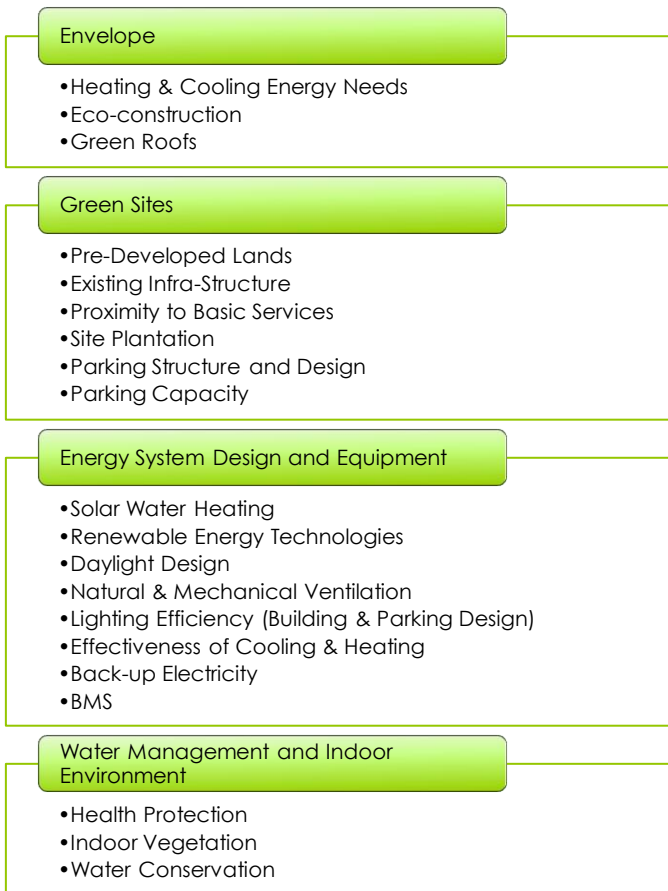 Envelope
•Heating & Cooling Energy Needs
•Eco-construction
•Green Roofs
Green Sites
•Pre-Developed Lands
•Existing Infra-Structure
•Proximity to Basic Services
•Site Plantation
•Parking Structure and Design
•Parking Capacity
Energy System Design and Equipment
•Solar Water Heating
•Renewable Energy Technologies
•Daylight Design
•Natural & Mechanical Ventilation
•Lighting Efficiency (Building & Parking Design)
•Effectiveness of Cooling & Heating
•Back-up Electricity
•BMS
Water Management and Indoor
Environment
•Health Protection
•Indoor Vegetation
•Water Conservation